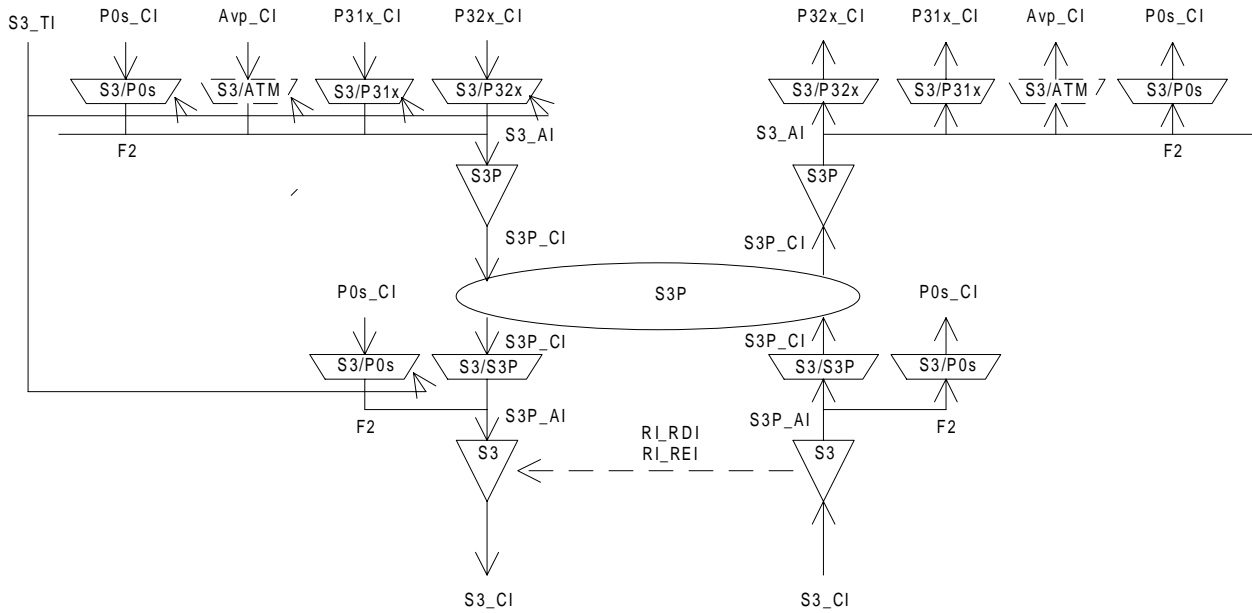 S3_TI P0s_CI Avp_CI P31x_CI P32x_CI P32x_CI P31x_CI Avp_CI P0s_CI
S3/P0s S3/ATM S3/P31x S3/P32x S3/P32x S3/P31x S3/ATM S3/P0s
F2 S3_AI S3_AI F2
S3P S3P
S3P_CI S3P_CI
P0s_CI S3P P0s_CI
S3P_CI S3P_CI
S3/P0s S3/S3P S3/S3P S3/P0s
F2 S3P_AI S3P_AI F2
RI_RDI
RI_REI
S3 S3
S3_CI S3_CI